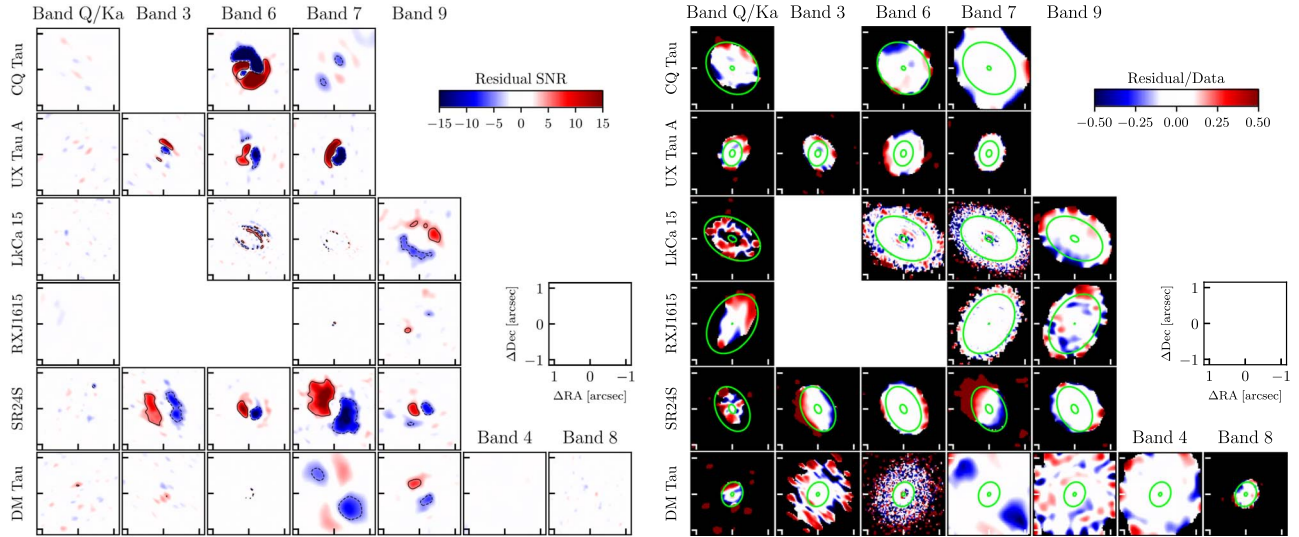 Band Q/Ka Band 3 Band 6 Band 7 Band 9
CQ Tau
UX Tau A
LkCa 15
RXJ1615
SR24S
DM Tau
Residual SNR
−15 −10 −5 0 5 10 15
ΔDec [arcsec]
1
0
−1
1 0 −1
ΔRA [arcsec]
Band 4 Band 8
Band Q/Ka Band 3 Band 6 Band 7 Band 9
CQ Tau
UX Tau A
LkCa 15
RXJ1615
SR24S
DM Tau
Residual/Data
−0.50 −0.25 0.00 0.25 0.50
ΔDec [arcsec]
1
0
−1
1 0 −1
ΔRA [arcsec]
Band 4 Band 8